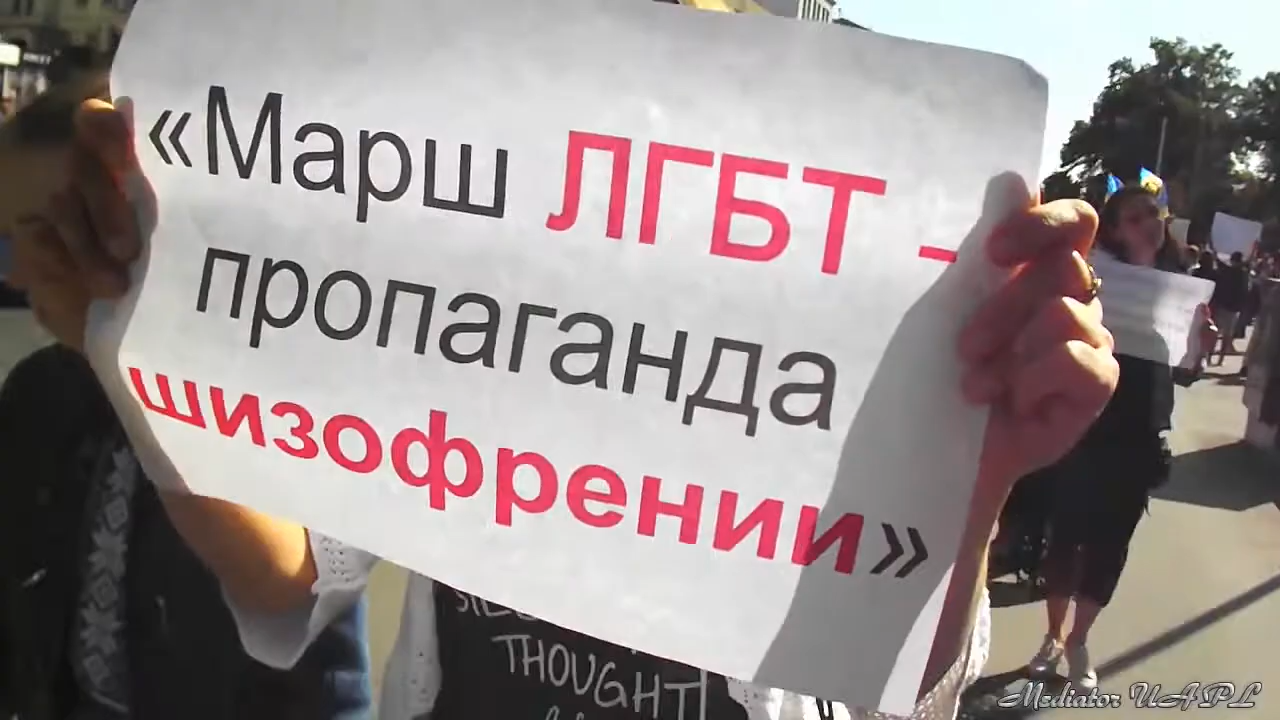 «Марш ЛГБТ -
пропаганда
шизофрении»
THOUGHT
Mediator UAPL